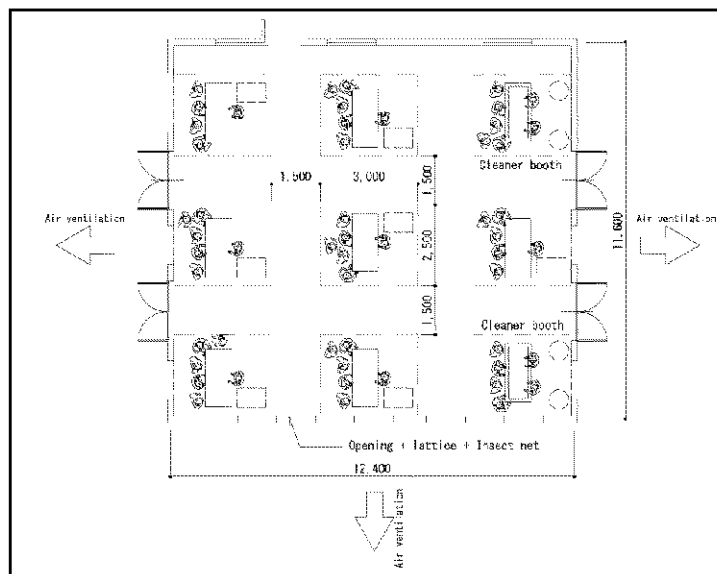 Cleaner booth
1,500
3,000
1,500
Air ventilation
Air ventilation
2,500
11,600
1,500
Cleaner booth
Opening + lattice + Insect net
12,400
Air ventilation